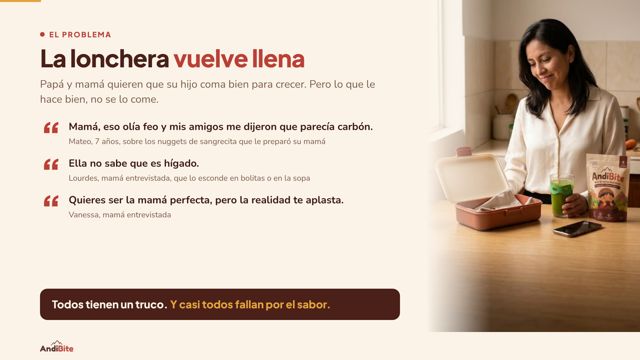 EL PROBLEMA
La lonchera vuelve llena
Papá y mamá quieren que su hijo coma bien para crecer. Pero lo que le
hace bien, no se lo come.
Mamá, eso olía feo y mis amigos me dijeron que parecía carbón.
Mateo, 7 años, sobre los nuggets de sangrecita que le preparó su mamá
Ella no sabe que es hígado.
Lourdes, mamá entrevistada, que lo esconde en bolitas o en la sopa
Quieres ser la mamá perfecta, pero la realidad te aplasta.
Vanessa, mamá entrevistada
Todos tienen un truco. Y casi todos fallan por el sabor.
AndiBite
AndiBite